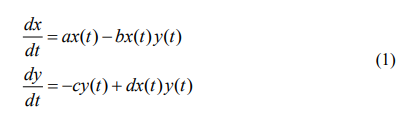 dx/dt = ax(t) − bx(t)y(t)
(1)
dy/dt = −cy(t) + dx(t)y(t)